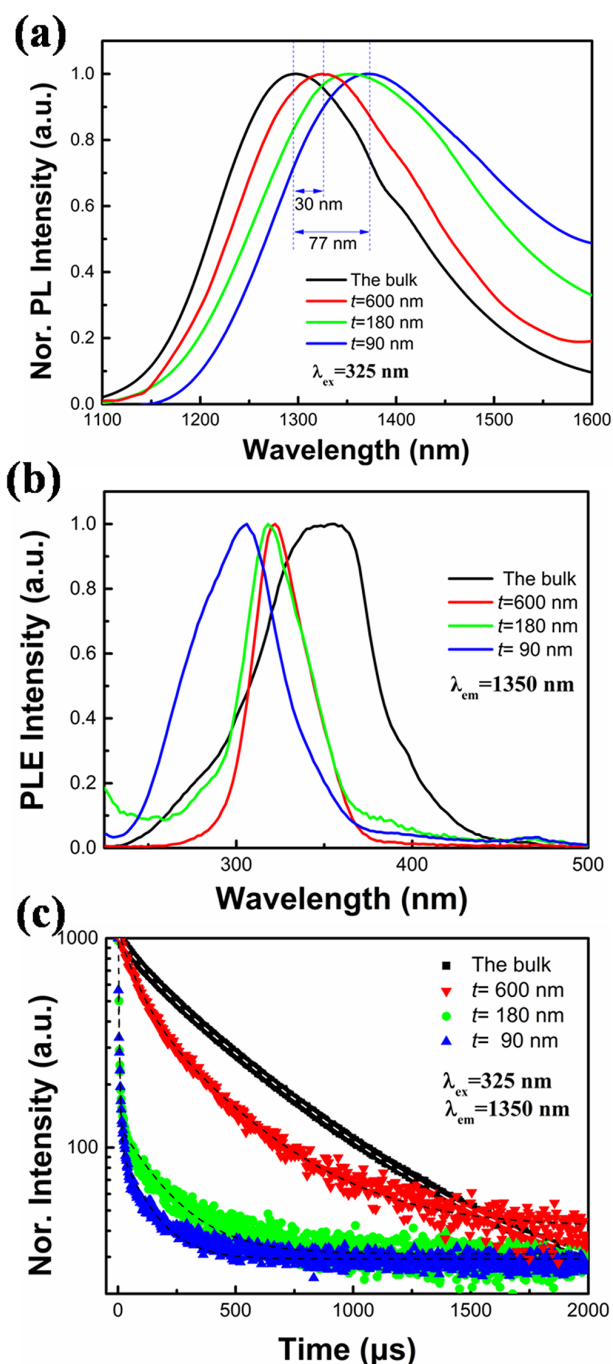 (a)
Nor. PL Intensity (a.u.)
1.0
0.8
0.6
0.4
0.2
0.0
30 nm
77 nm
The bulk
t=600 nm
t=180 nm
t=90 nm
λex=325 nm
1100 1200 1300 1400 1500 1600
Wavelength (nm)
(b)
PLE Intensity (a.u.)
1.0
0.8
0.6
0.4
0.2
0.0
The bulk
t=600 nm
t=180 nm
t= 90 nm
λem=1350 nm
300 400 500
Wavelength (nm)
(c)
Nor. Intensity (a.u.)
1000
100
The bulk
t= 600 nm
t= 180 nm
t= 90 nm
λex=325 nm
λem=1350 nm
0 500 1000 1500 2000
Time (µs)